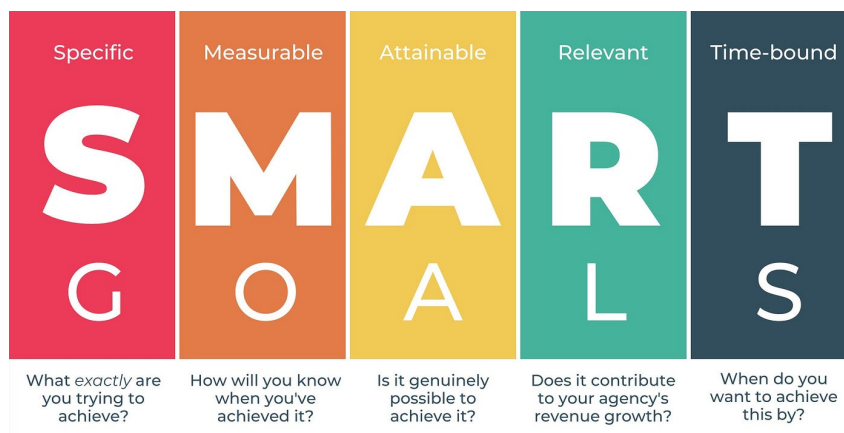 Specific
Measurable
Attainable
Relevant
Time-bound
S M A R T
G O A L S
What exactly are
you trying to
achieve?
How will you know
when you've
achieved it?
Is it genuinely
possible to
achieve it?
Does it contribute
to your agency's
revenue growth?
When do you
want to achieve
this by?